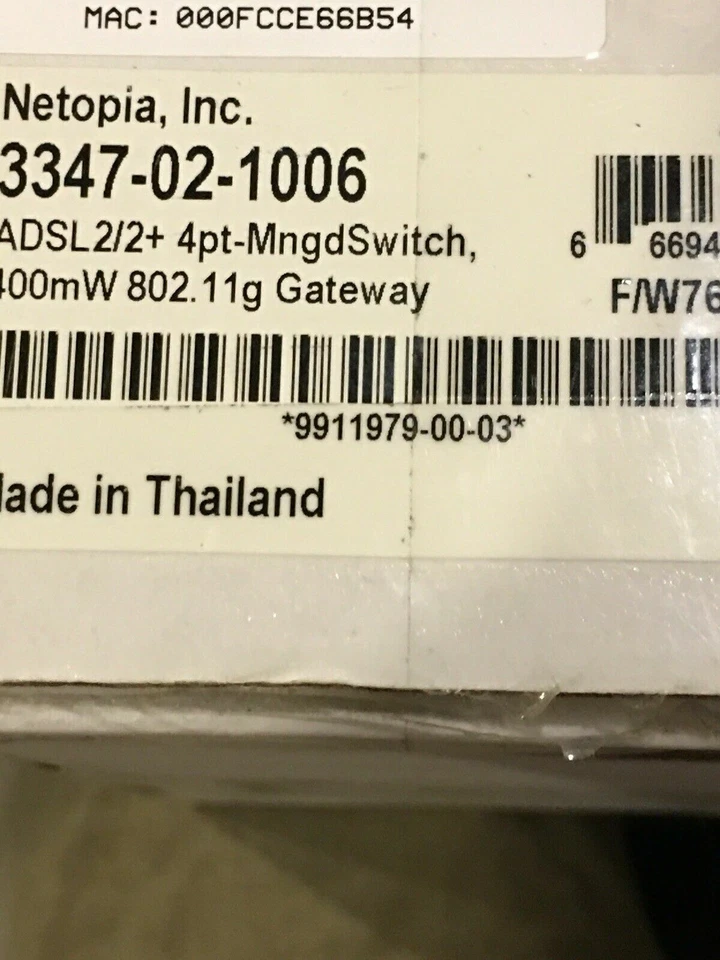 MAC: 000FCCE66B54
Netopia, Inc.
3347-02-1006
ADSL2/2+ 4pt-MngdSwitch,
400mW 802.11g Gateway
6 6694
F/W76
*9911979-00-03*
Made in Thailand